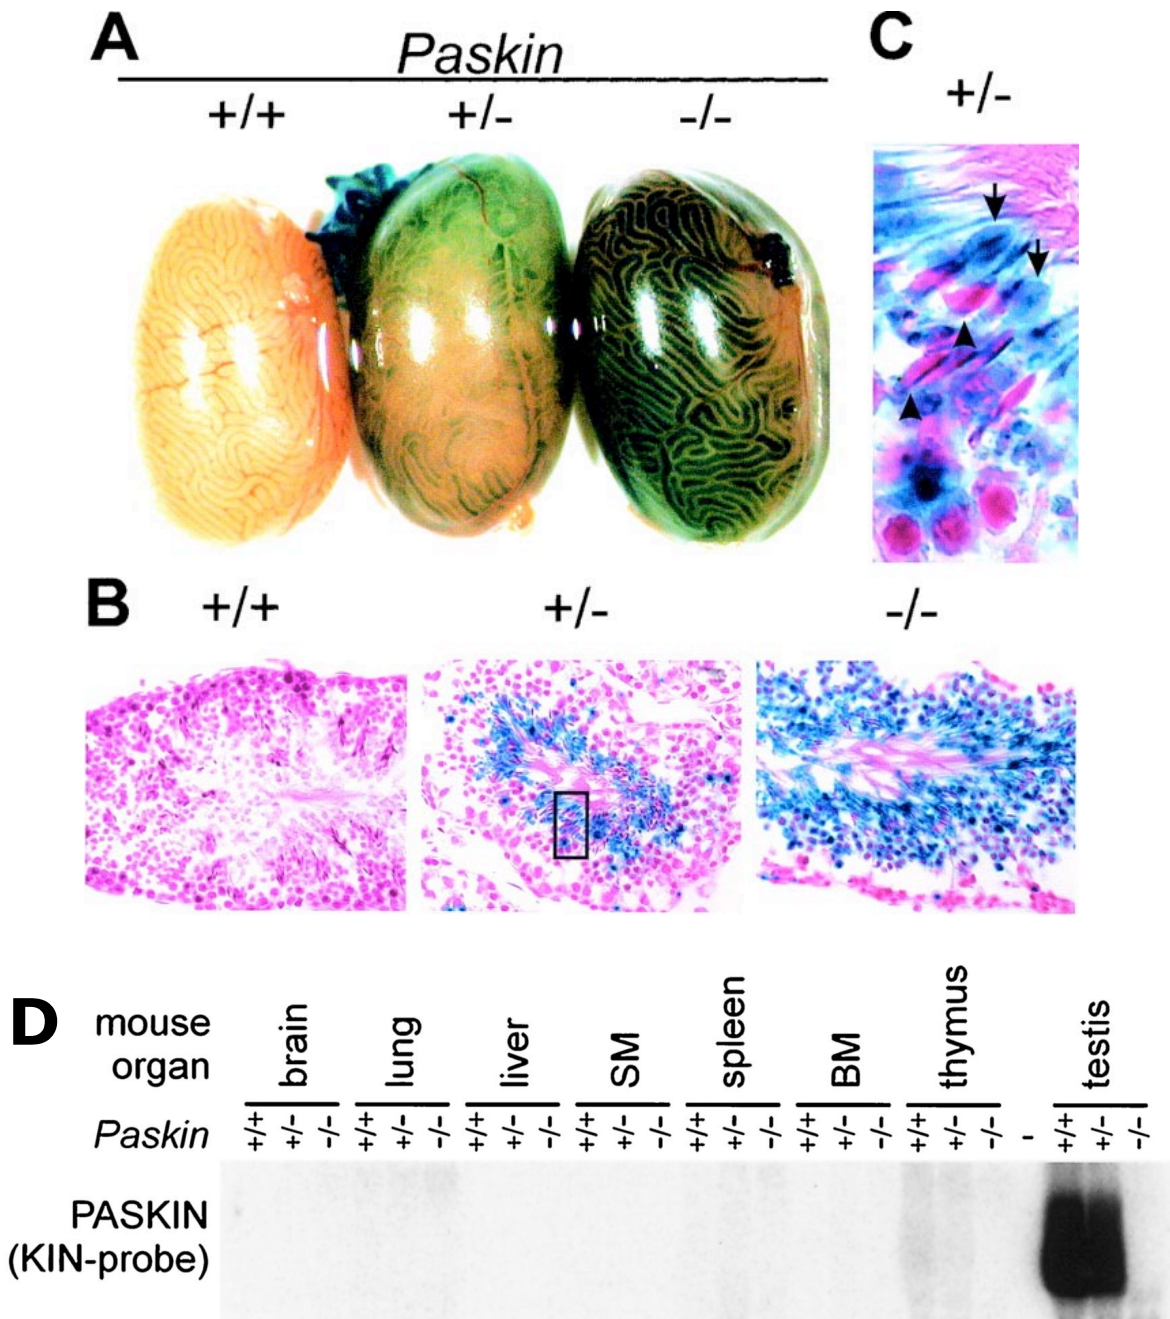 A
Paskin
+/+ +/- -/-
C
+/-
B
+/+ +/- -/-
D
mouse organ
brain lung liver SM spleen BM thymus testis
Paskin +/+ +/- -/- +/+ +/- -/- +/+ +/- -/- +/+ +/- -/- +/+ +/- -/- +/+ +/- -/- +/+ +/- -/- - +/+ +/- -/-
PASKIN
(KIN-probe)